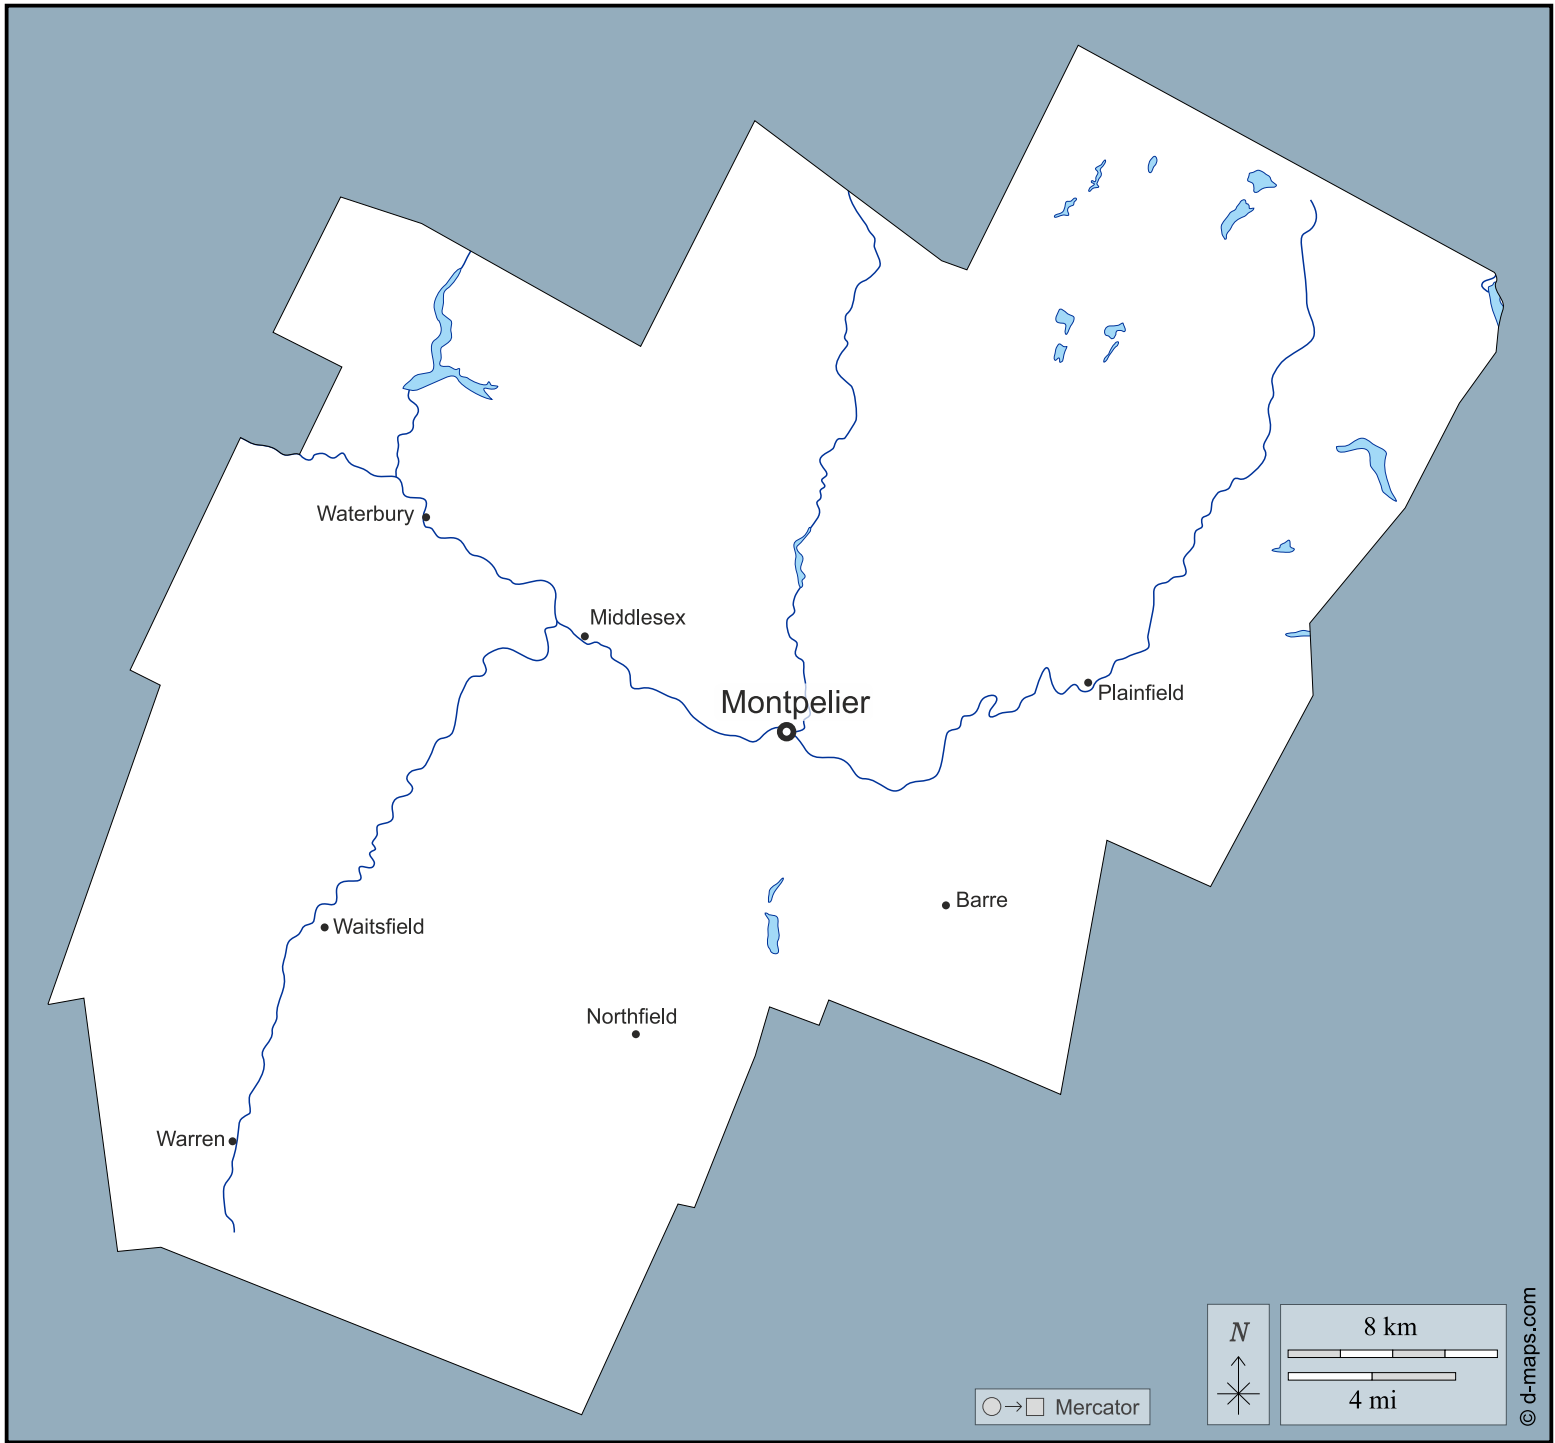 Waterbury
Middlesex
Montpelier
Plainfield
Barre
Waitsfield
Northfield
Warren
N
8 km
4 mi
Mercator
© d-maps.com